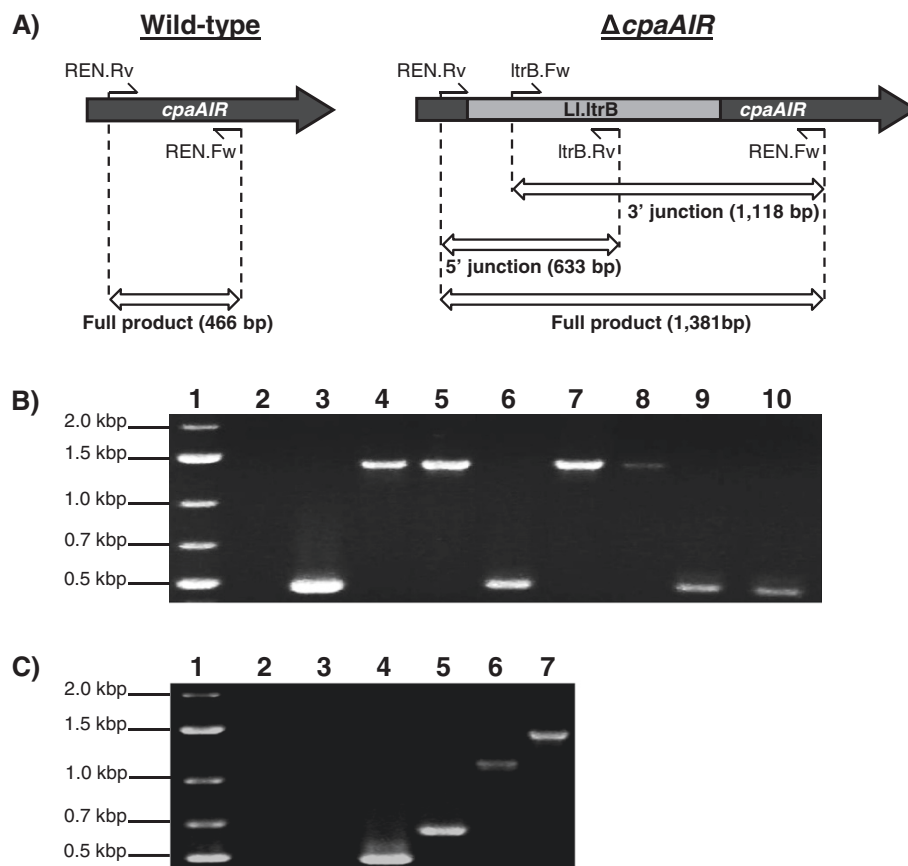 A)
Wild-type
ΔcpaAIR
REN.Rv
cpaAIR
REN.Fw
Full product (466 bp)
REN.Rv
ltrB.Fw
Ll.ltrB
cpaAIR
ltrB.Rv
REN.Fw
3' junction (1,118 bp)
5' junction (633 bp)
Full product (1,381bp)
B)
1 2 3 4 5 6 7 8 9 10
2.0 kbp
1.5 kbp
1.0 kbp
0.7 kbp
0.5 kbp
C)
1 2 3 4 5 6 7
2.0 kbp
1.5 kbp
1.0 kbp
0.7 kbp
0.5 kbp